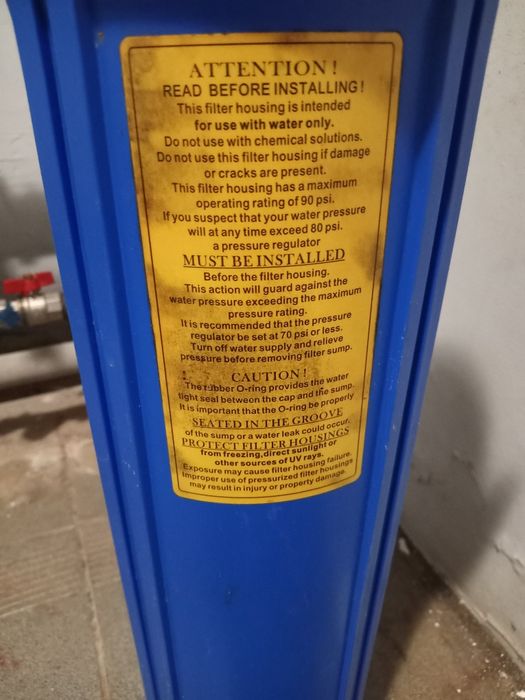 ATTENTION !
READ BEFORE INSTALLING !
This filter housing is intended
for use with water only.
Do not use with chemical solutions.
Do not use this filter housing if damage
or cracks are present.
This filter housing has a maximum
operating rating of 90 psi.
If you suspect that your water pressure
will at any time exceed 80 psi.
a pressure regulator
MUST BE INSTALLED
Before the filter housing.
This action will guard against the
water pressure exceeding the maximum
pressure rating.
It is recommended that the pressure
regulator be set at 70 psi or less.
Turn off water supply and relieve
pressure before removing filter sump.
! CAUTION !
The rubber O-ring provides the water
tight seal between the cap and the sump.
It is important that the O-ring be properly
SEATED IN THE GROOVE
of the sump or a water leak could occur.
PROTECT FILTER HOUSINGS
from freezing,direct sunlight or
other sources of UV rays.
Exposure may cause filter housing failure.
Improper use of pressurized filter housings
may result in injury or property damage.